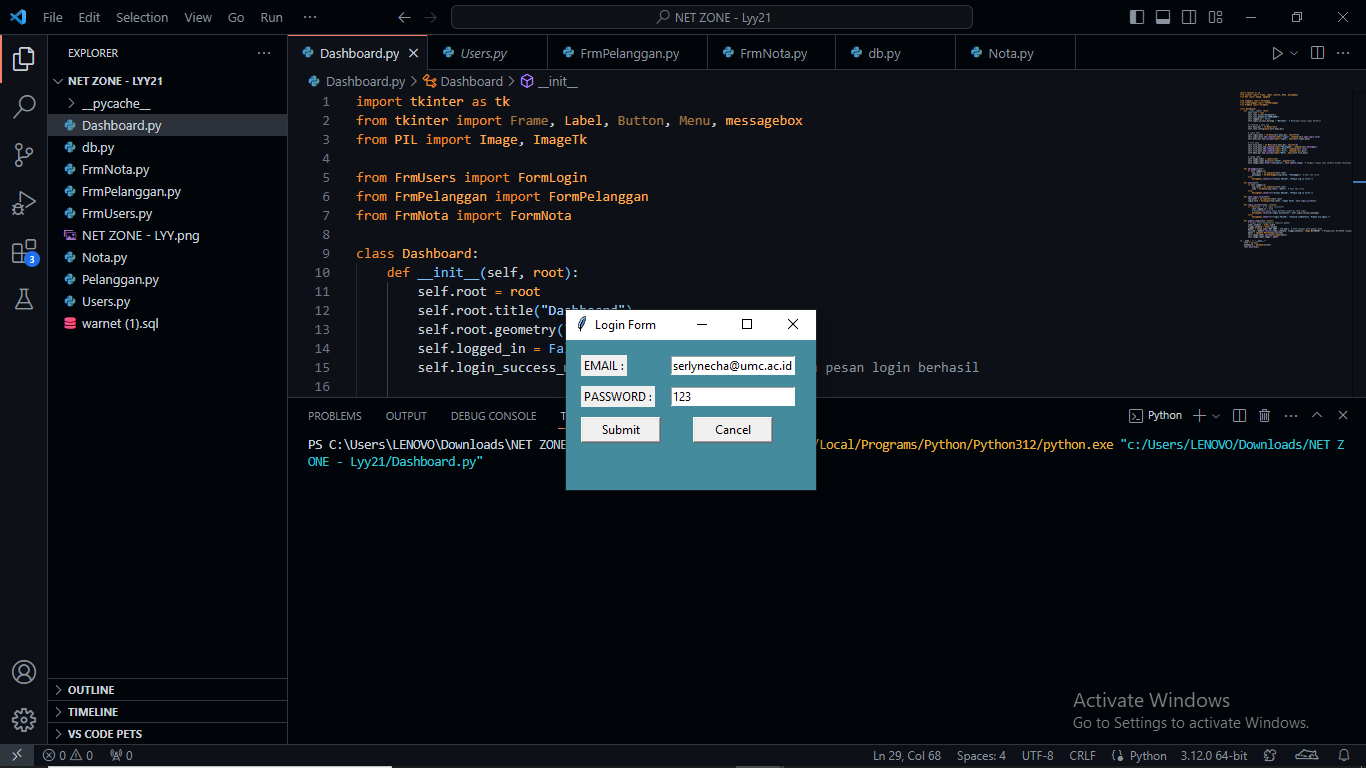 File Edit Selection View Go Run ··· NET ZONE - Lyy21
EXPLORER ···
NET ZONE - LYY21
__pycache__
Dashboard.py
db.py
FrmNota.py
FrmPelanggan.py
FrmUsers.py
NET ZONE - LYY.png
Nota.py
Pelanggan.py
Users.py
warnet (1).sql
OUTLINE
TIMELINE
VS CODE PETS
3
Dashboard.py Users.py FrmPelanggan.py FrmNota.py db.py Nota.py
Dashboard.py > Dashboard > __init__
1 import tkinter as tk
2 from tkinter import Frame, Label, Button, Menu, messagebox
3 from PIL import Image, ImageTk
4
5 from FrmUsers import FormLogin
6 from FrmPelanggan import FormPelanggan
7 from FrmNota import FormNota
8
9 class Dashboard:
10 def __init__(self, root):
11 self.root = root
12 self.root.title("Dashboard")
13 self.root.geometry(
14 self.logged_in = Fa
15 self.login_success_ pesan login berhasil
16
Login Form
EMAIL : serlynecha@umc.ac.id
PASSWORD : 123
Submit Cancel
PROBLEMS OUTPUT DEBUG CONSOLE Python
PS C:\Users\LENOVO\Downloads\NET ZONE /Local/Programs/Python/Python312/python.exe "c:/Users/LENOVO/Downloads/NET Z
ONE - Lyy21/Dashboard.py"
Activate Windows
Go to Settings to activate Windows.
0 0 0 Ln 29, Col 68 Spaces: 4 UTF-8 CRLF Python 3.12.0 64-bit